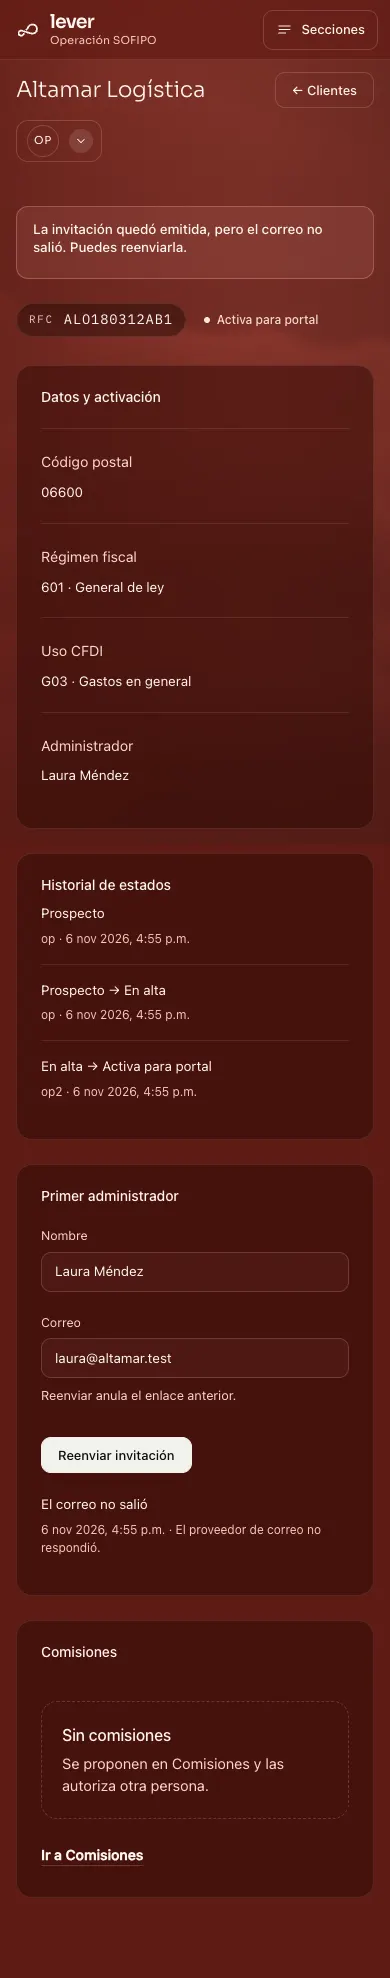 lever
Operación SOFIPO
Secciones
Altamar Logística
← Clientes
OP
La invitación quedó emitida, pero el correo no
salió. Puedes reenviarla.
RFC ALO180312AB1
Activa para portal
Datos y activación
Código postal
06600
Régimen fiscal
601 · General de ley
Uso CFDI
G03 · Gastos en general
Administrador
Laura Méndez
Historial de estados
Prospecto
op · 6 nov 2026, 4:55 p.m.
Prospecto → En alta
op · 6 nov 2026, 4:55 p.m.
En alta → Activa para portal
op2 · 6 nov 2026, 4:55 p.m.
Primer administrador
Nombre
Laura Méndez
Correo
laura@altamar.test
Reenviar anula el enlace anterior.
Reenviar invitación
El correo no salió
6 nov 2026, 4:55 p.m. · El proveedor de correo no
respondió.
Comisiones
Sin comisiones
Se proponen en Comisiones y las
autoriza otra persona.
Ir a Comisiones